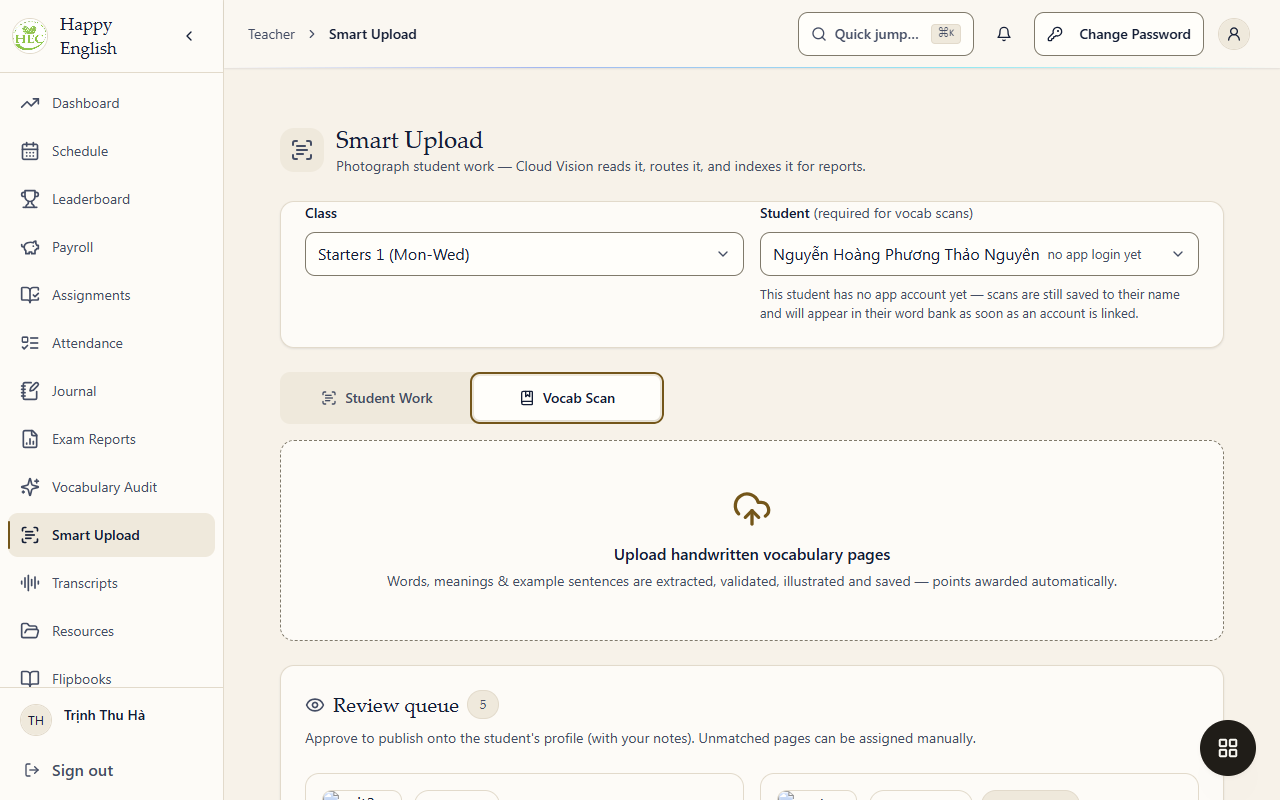 HEC
Happy
English
Dashboard
Schedule
Leaderboard
Payroll
Assignments
Attendance
Journal
Exam Reports
Vocabulary Audit
Smart Upload
Transcripts
Resources
Flipbooks
TH
Trịnh Thu Hà
Sign out
Teacher > Smart Upload
Quick jump... ⌘K
Change Password
Smart Upload
Photograph student work — Cloud Vision reads it, routes it, and indexes it for reports.
Class
Starters 1 (Mon-Wed)
Student (required for vocab scans)
Nguyễn Hoàng Phương Thảo Nguyên no app login yet
This student has no app account yet — scans are still saved to their name
and will appear in their word bank as soon as an account is linked.
Student Work
Vocab Scan
Upload handwritten vocabulary pages
Words, meanings & example sentences are extracted, validated, illustrated and saved — points awarded automatically.
Review queue 5
Approve to publish onto the student's profile (with your notes). Unmatched pages can be assigned manually.